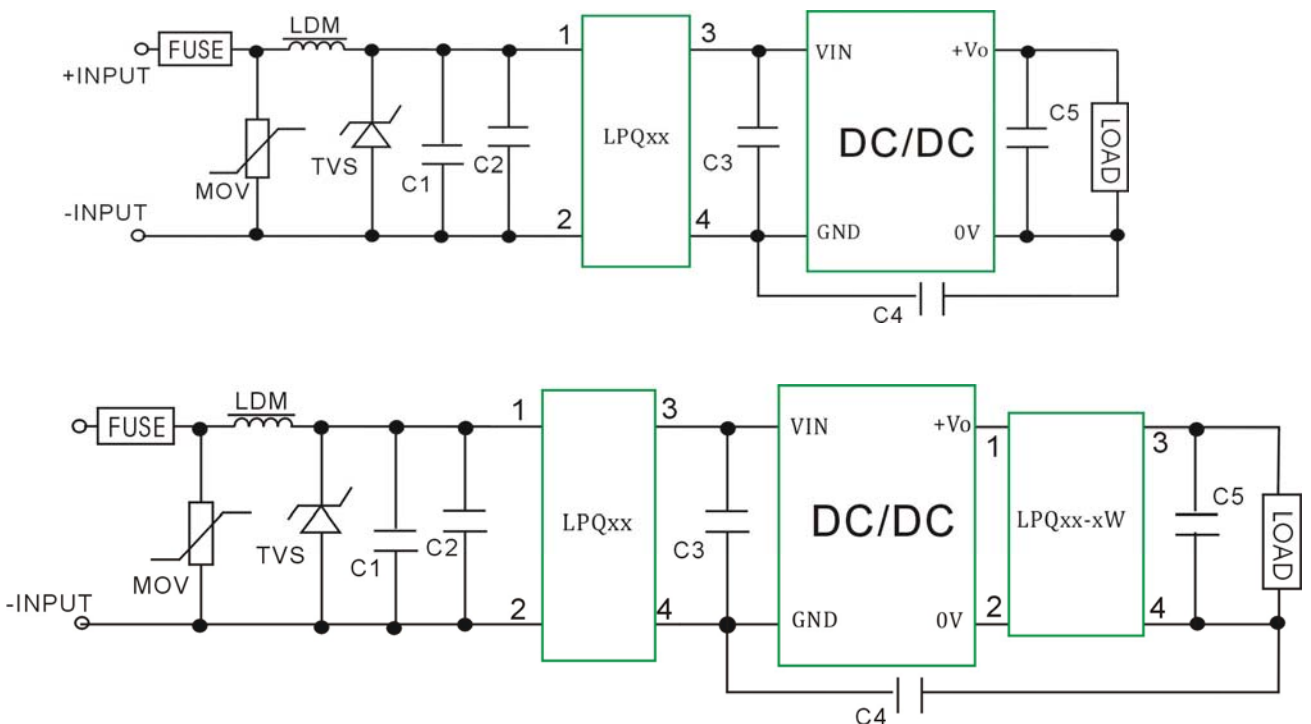 LDM
FUSE
+INPUT
1
3
VIN
+Vo
MOV
TVS
C1
C2
LPQxx
C3
DC/DC
C5
LOAD
-INPUT
2
4
GND
0V
C4
LDM
FUSE
1
3
VIN
+Vo
1
3
MOV
TVS
C1
C2
LPQxx
C3
DC/DC
LPQxx-xW
C5
LOAD
-INPUT
2
4
GND
0V
2
4
C4